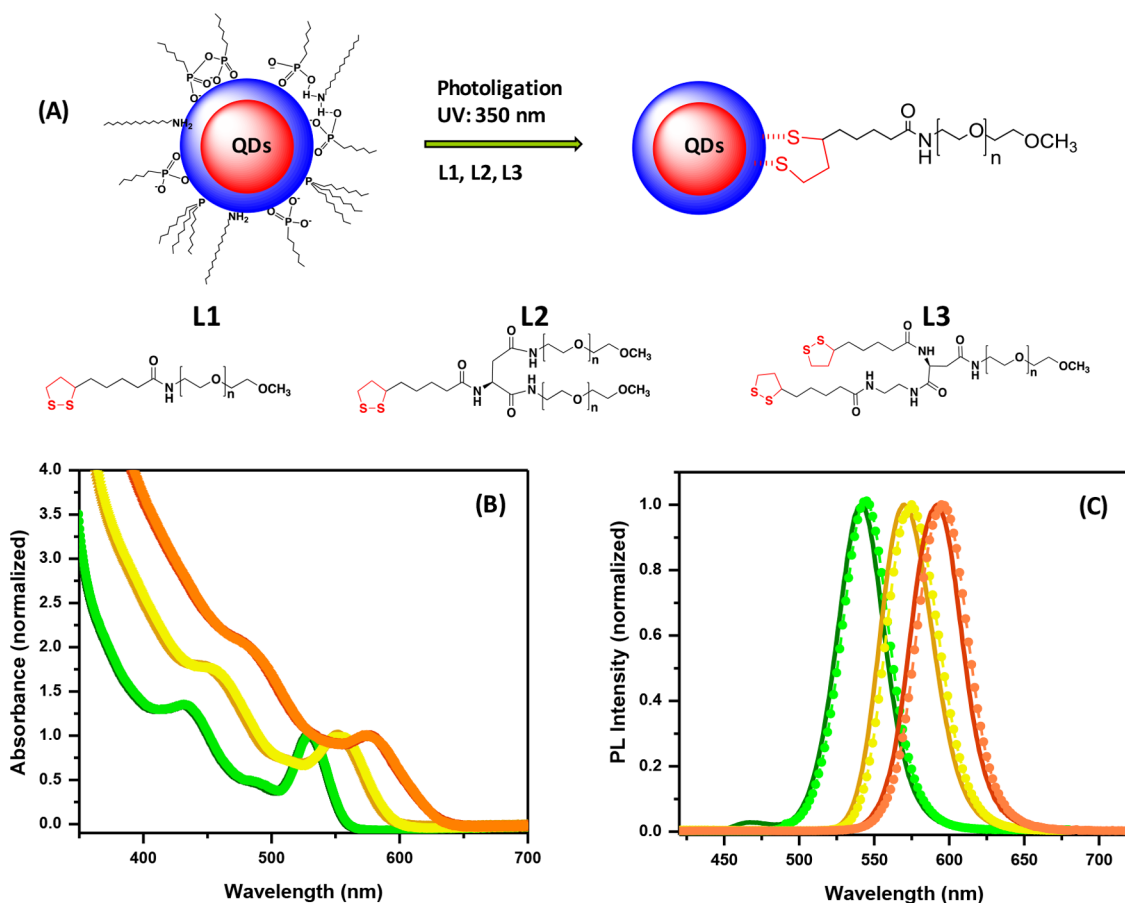 (A)
QDs
Photoligation
UV: 350 nm
L1, L2, L3
QDs
L1
L2
L3
(B)
Absorbance (normalized)
4.0
3.5
3.0
2.5
2.0
1.5
1.0
0.5
0.0
400 500 600 700
Wavelength (nm)
(C)
PL Intensity (normalized)
1.0
0.8
0.6
0.4
0.2
0.0
450 500 550 600 650 700
Wavelength (nm)